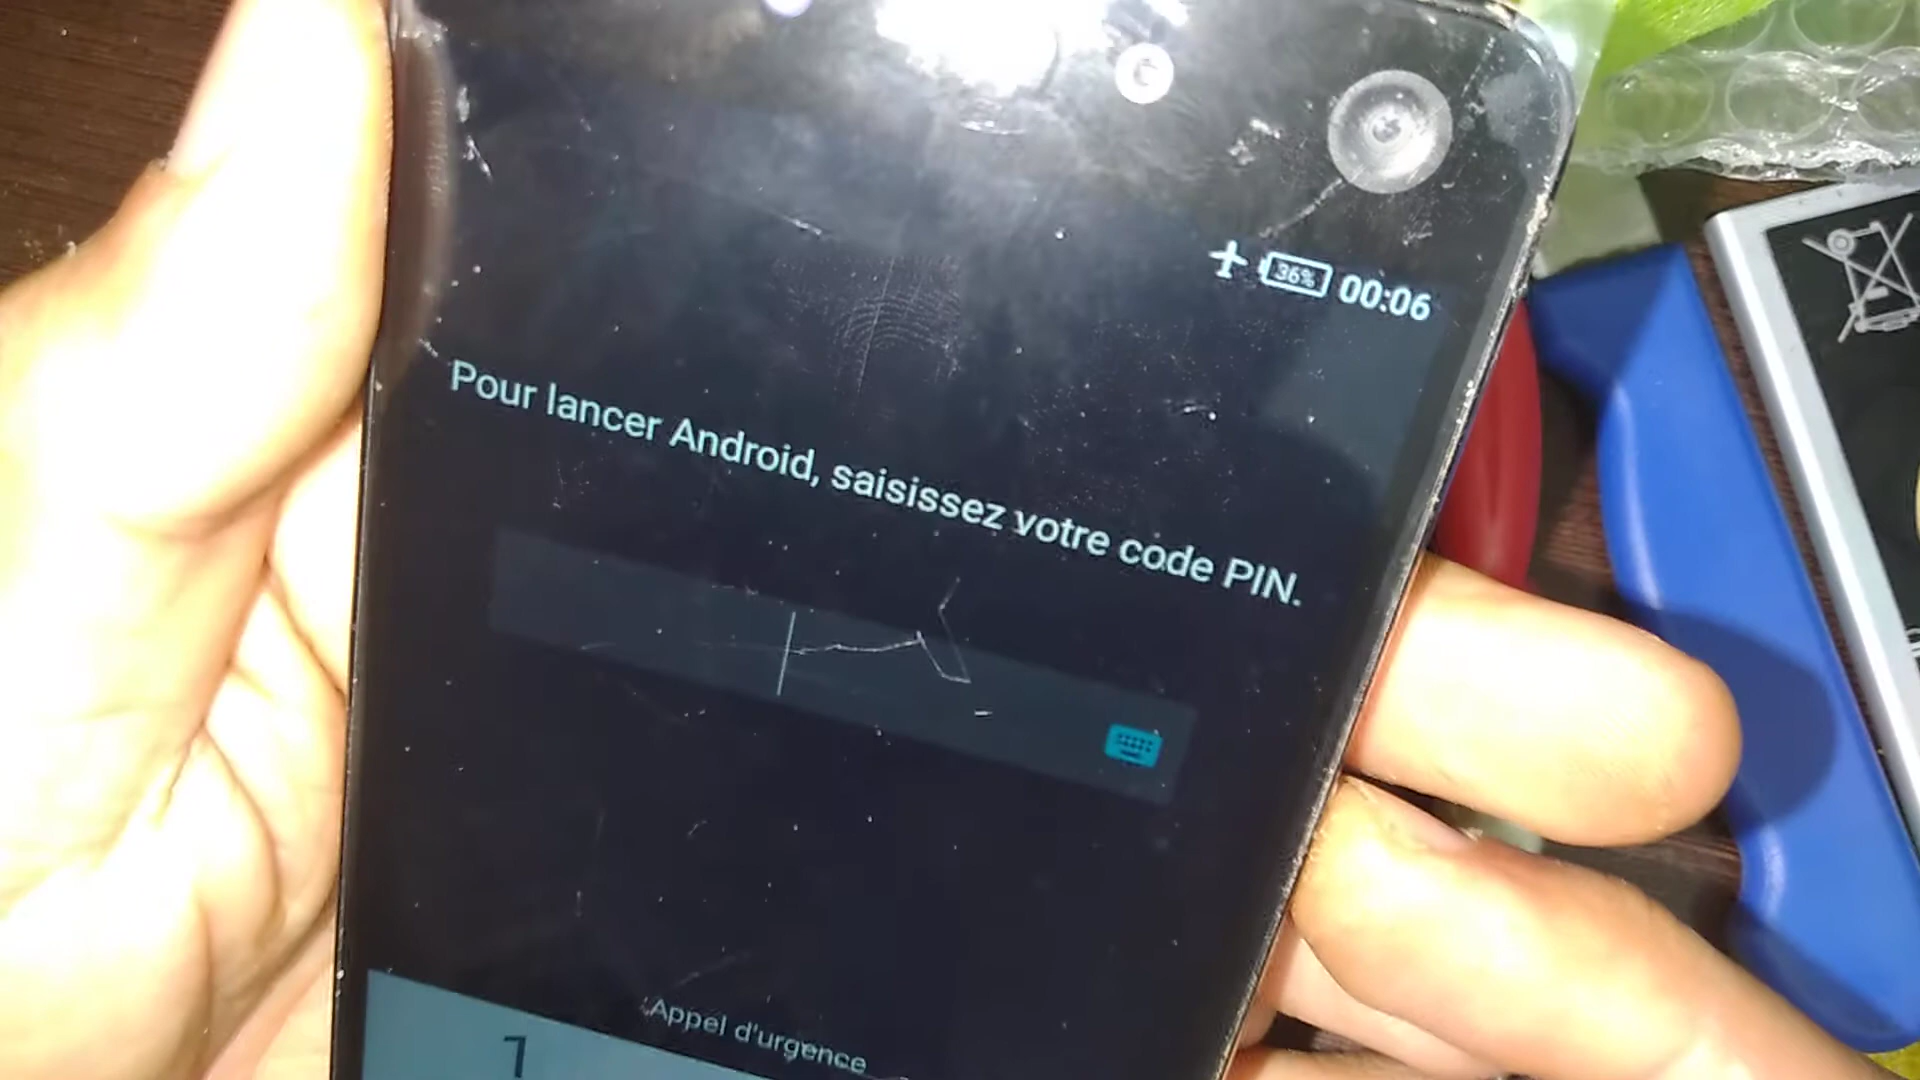 36% 00:06
Pour lancer Android, saisissez votre code PIN.
Appel d'urgence
1